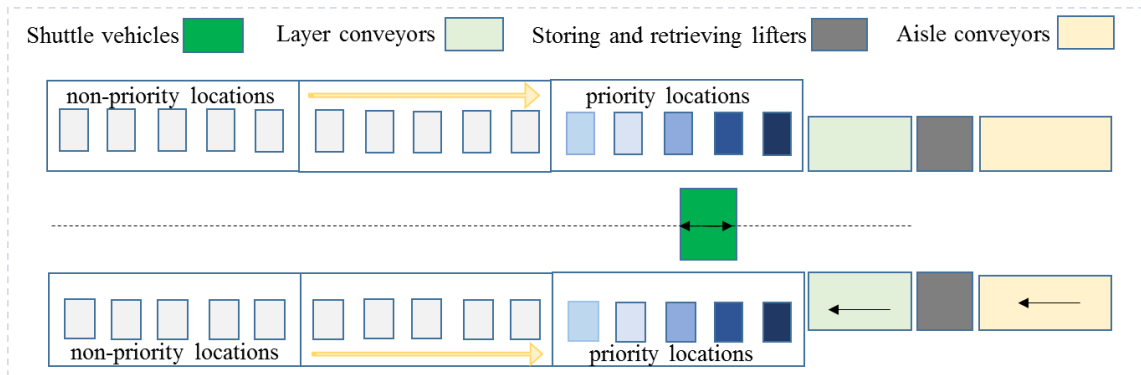 Shuttle vehicles
Layer conveyors
Storing and retrieving lifters
Aisle conveyors
non-priority locations
priority locations
non-priority locations
priority locations